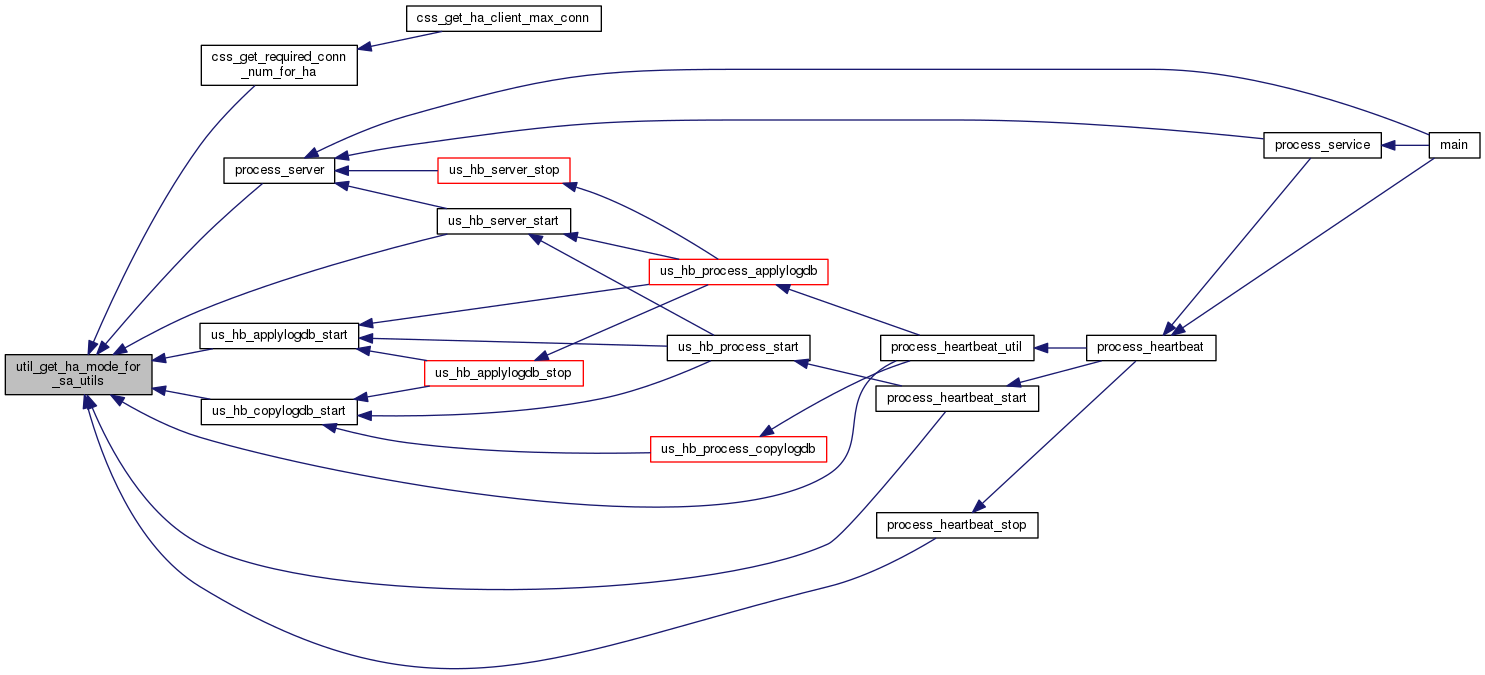 css_get_ha_client_max_conn
css_get_required_conn
_num_for_ha
process_server
us_hb_server_stop
process_service
main
us_hb_server_start
us_hb_process_applylogdb
us_hb_applylogdb_start
us_hb_process_start
process_heartbeat_util
process_heartbeat
util_get_ha_mode_for
_sa_utils
us_hb_applylogdb_stop
us_hb_copylogdb_start
process_heartbeat_start
us_hb_process_copylogdb
process_heartbeat_stop